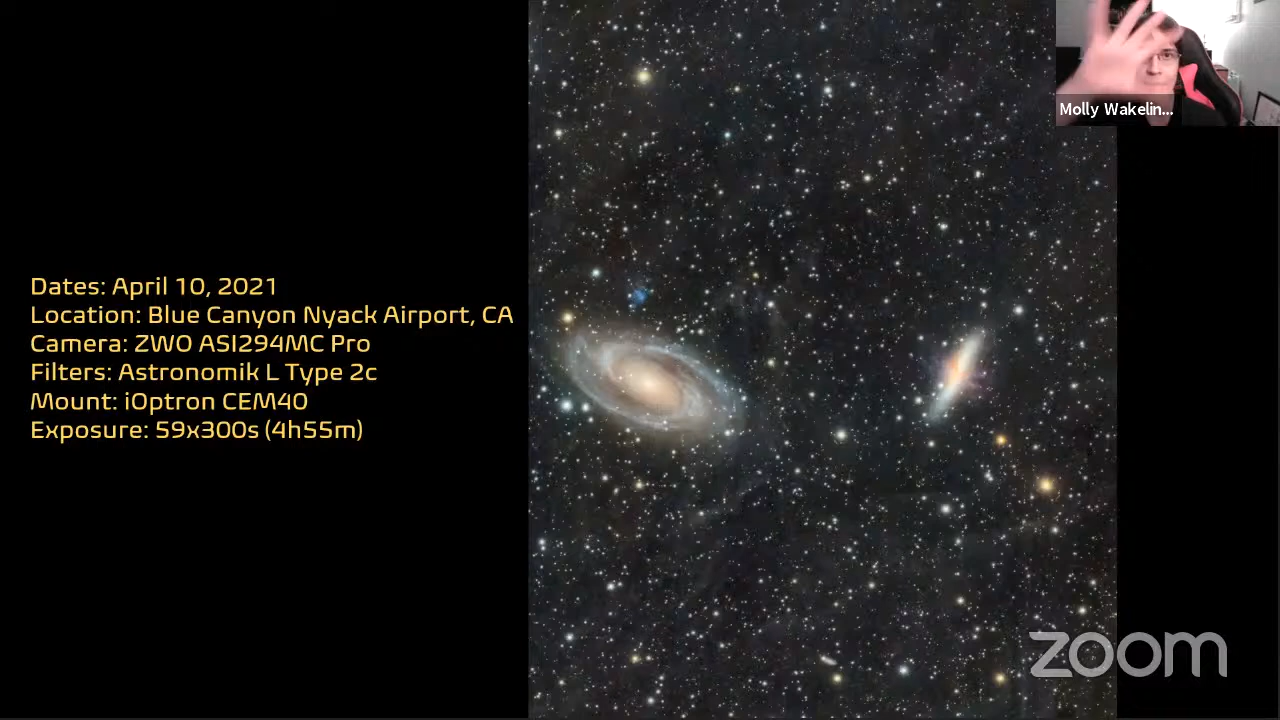 Molly Wakelin...
Dates: April 10, 2021
Location: Blue Canyon Nyack Airport, CA
Camera: ZWO ASI294MC Pro
Filters: Astronomik L Type 2c
Mount: iOptron CEM40
Exposure: 59x300s (4h55m)
zoom